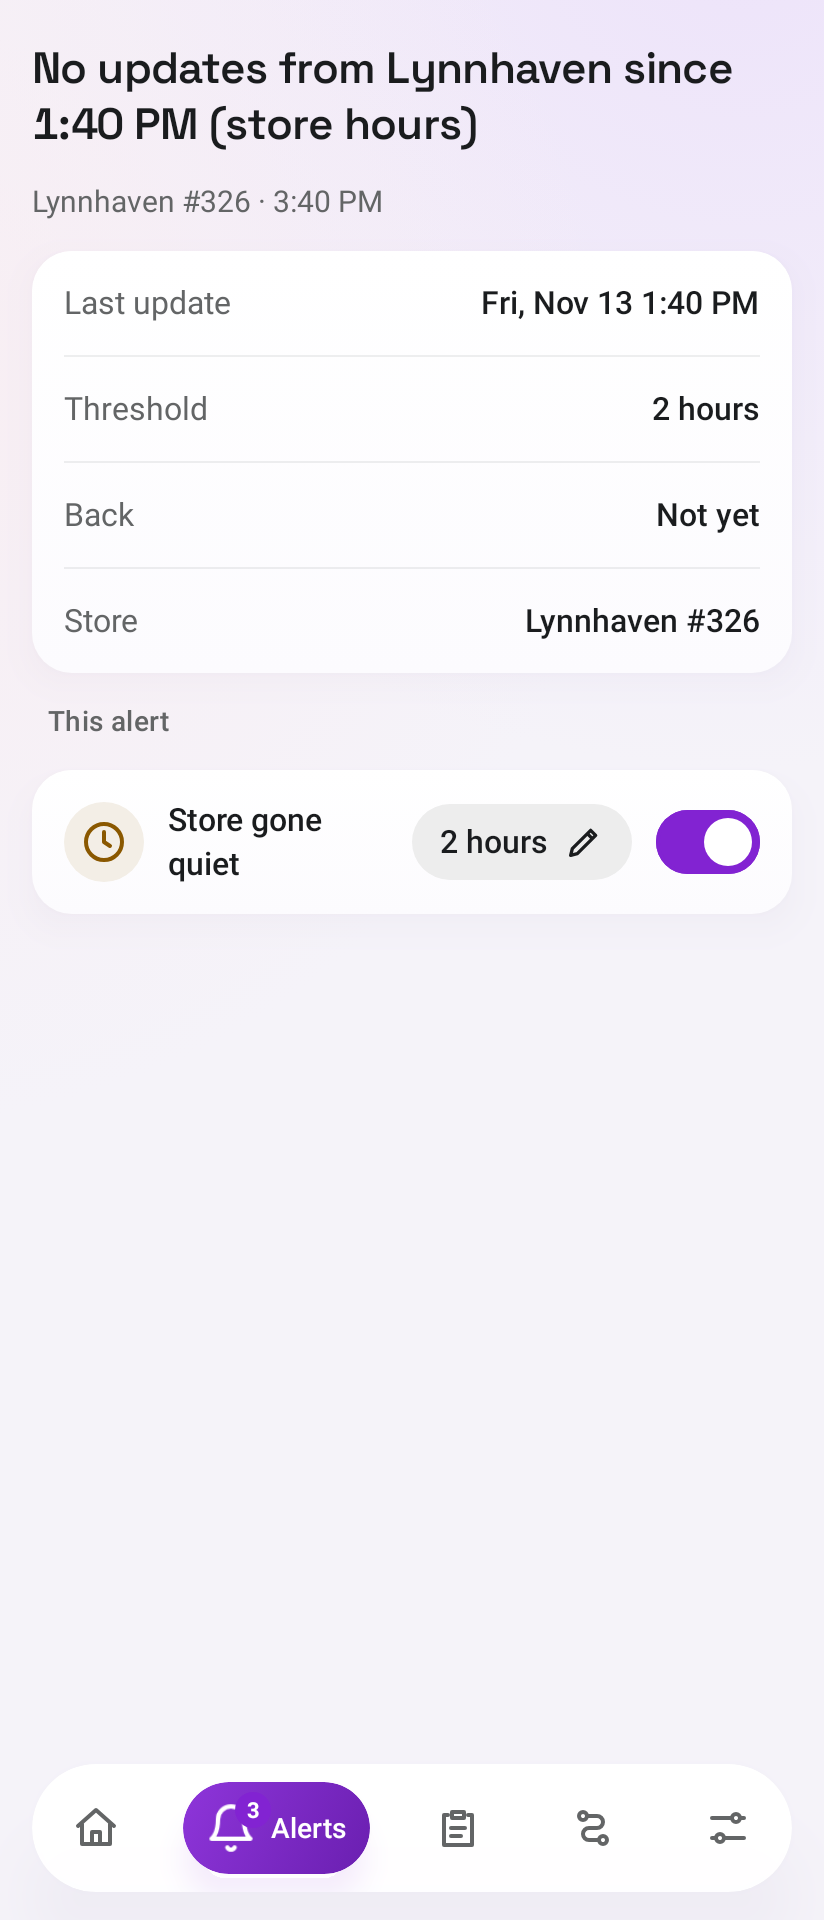 No updates from Lynnhaven since
1:40 PM (store hours)
Lynnhaven #326 · 3:40 PM
Last update Fri, Nov 13 1:40 PM
Threshold 2 hours
Back Not yet
Store Lynnhaven #326
This alert
Store gone
quiet
2 hours
3
Alerts